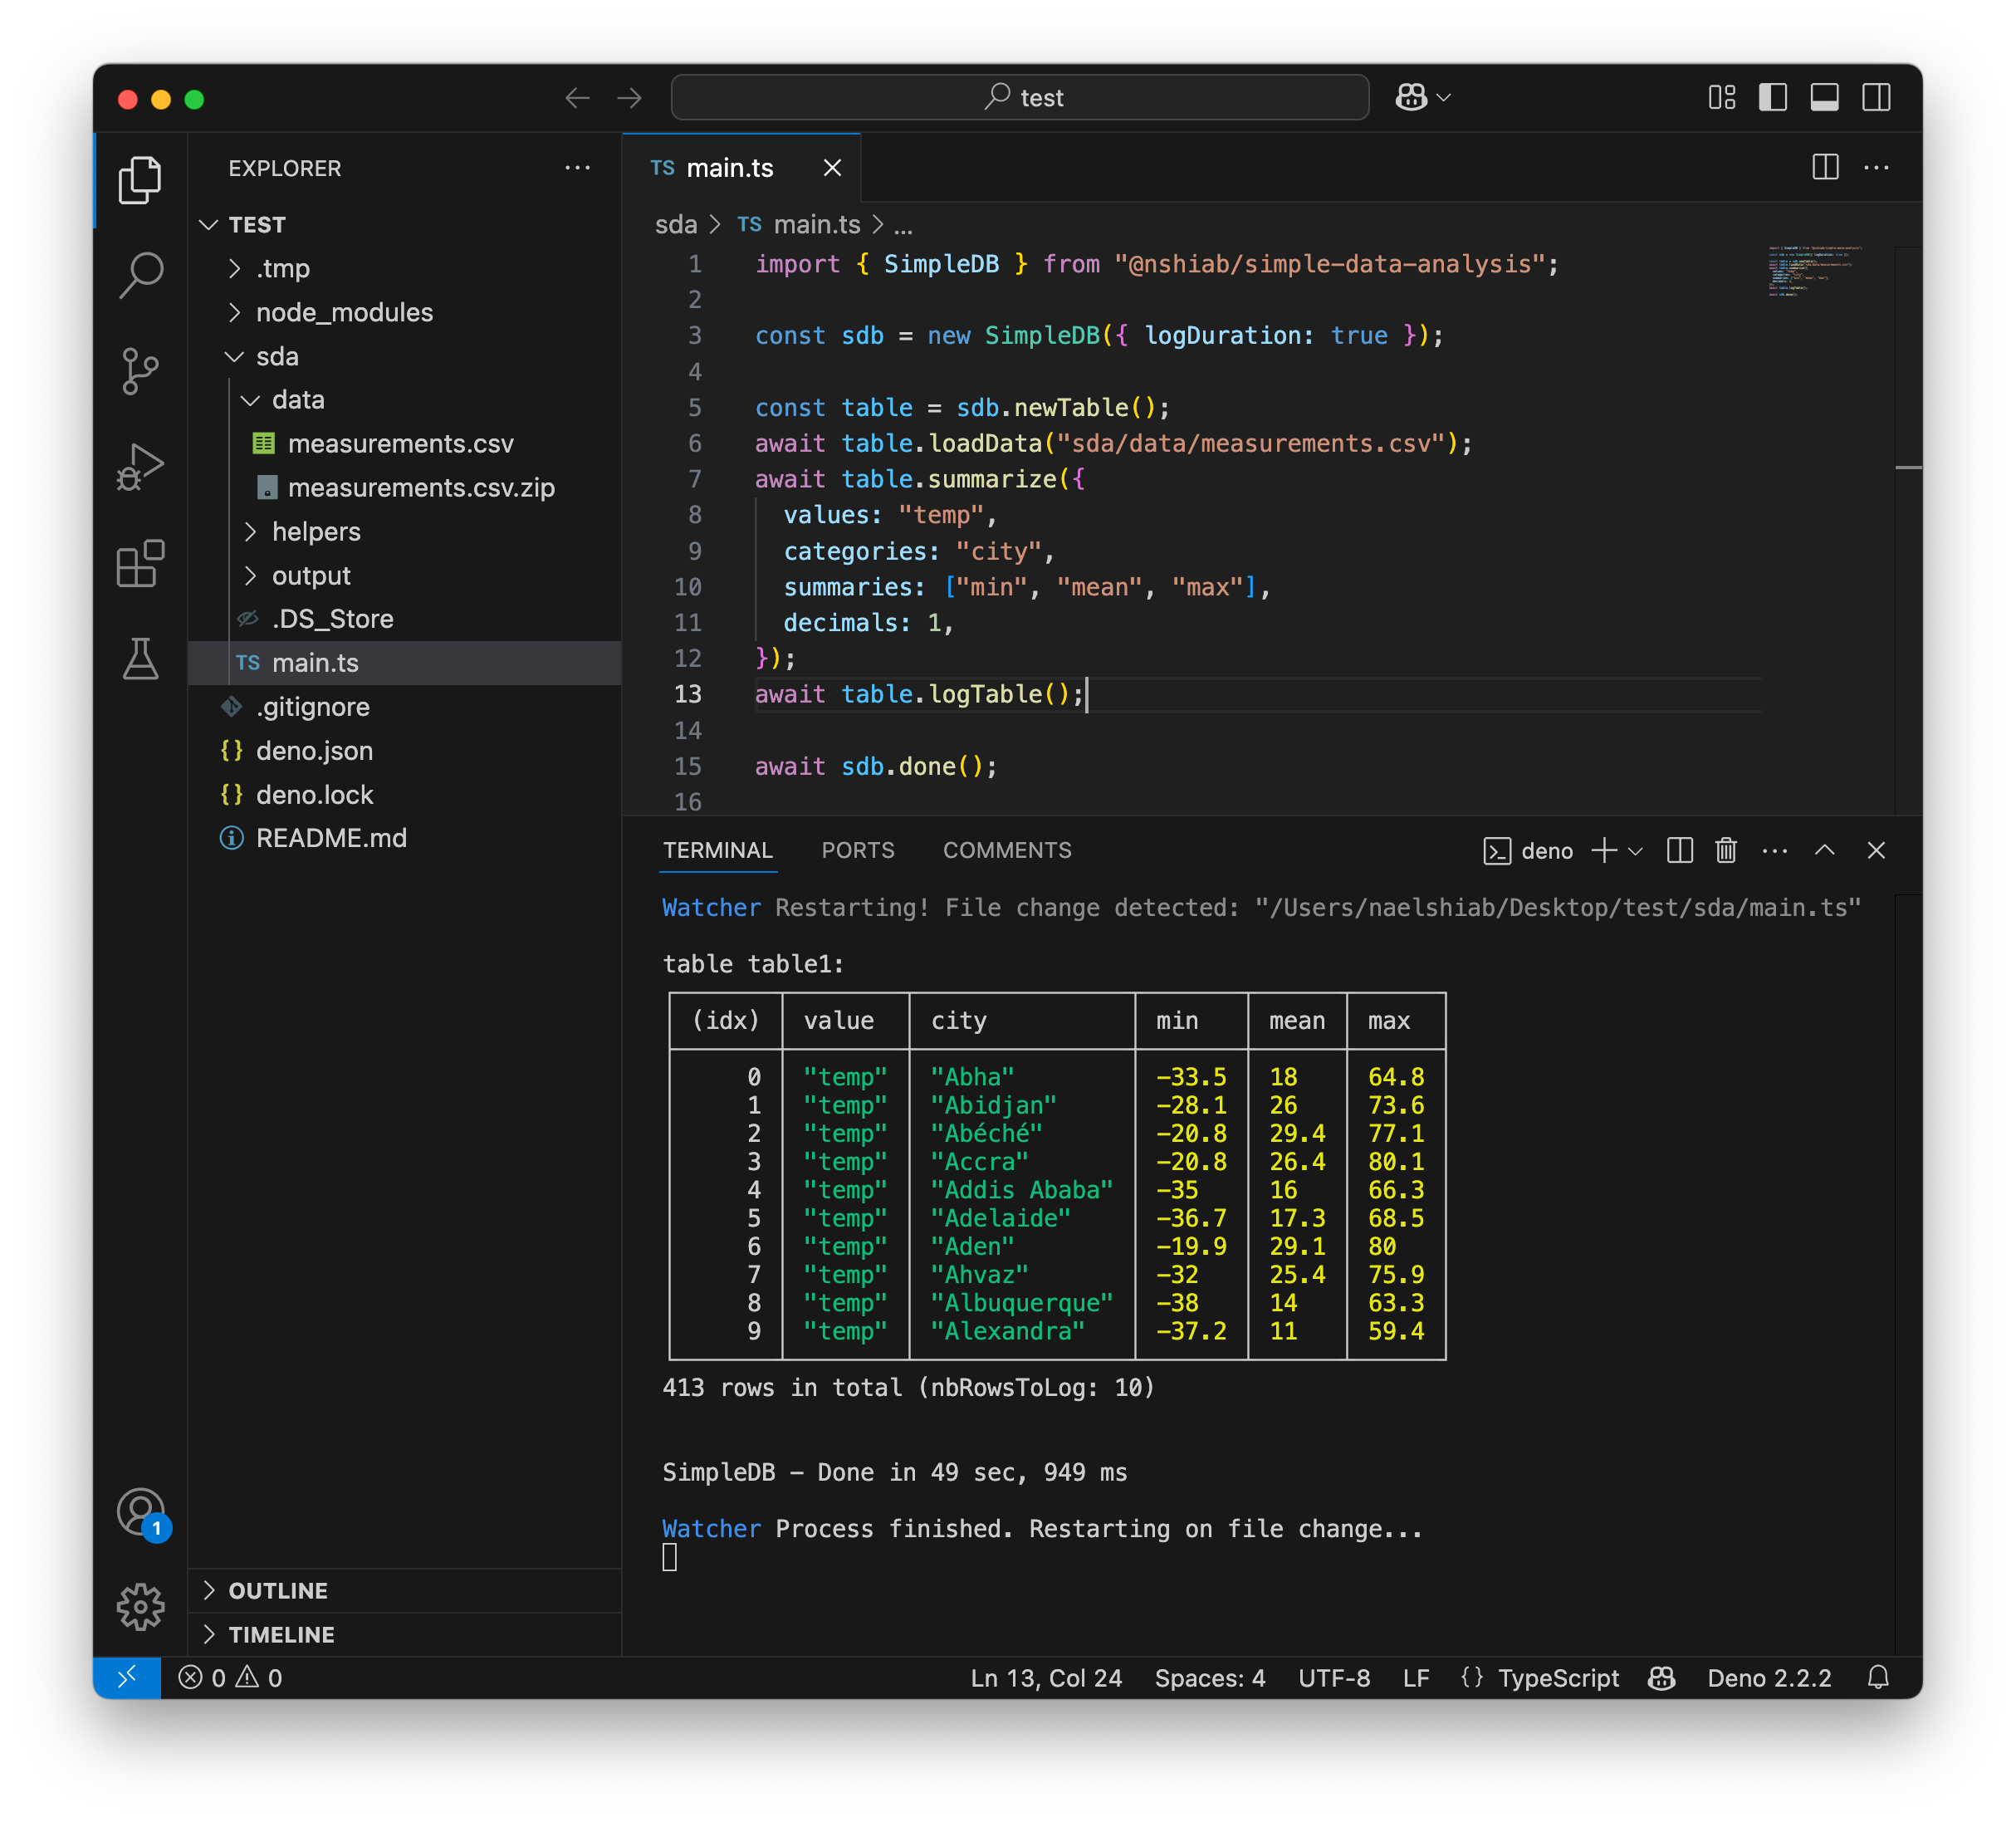 test
EXPLORER
TEST
.tmp
node_modules
sda
data
measurements.csv
measurements.csv.zip
helpers
output
.DS_Store
TS main.ts
.gitignore
{} deno.json
{} deno.lock
README.md
OUTLINE
TIMELINE
1
TS main.ts
sda > TS main.ts > ...
1 import { SimpleDB } from "@nshiab/simple-data-analysis";
2
3 const sdb = new SimpleDB({ logDuration: true });
4
5 const table = sdb.newTable();
6 await table.loadData("sda/data/measurements.csv");
7 await table.summarize({
8 values: "temp",
9 categories: "city",
10 summaries: ["min", "mean", "max"],
11 decimals: 1,
12 });
13 await table.logTable();
14
15 await sdb.done();
16
TERMINAL PORTS COMMENTS deno
Watcher Restarting! File change detected: "/Users/naelshiab/Desktop/test/sda/main.ts"
table table1:
(idx) value city min mean max
0 "temp" "Abha" -33.5 18 64.8
1 "temp" "Abidjan" -28.1 26 73.6
2 "temp" "Abéché" -20.8 29.4 77.1
3 "temp" "Accra" -20.8 26.4 80.1
4 "temp" "Addis Ababa" -35 16 66.3
5 "temp" "Adelaide" -36.7 17.3 68.5
6 "temp" "Aden" -19.9 29.1 80
7 "temp" "Ahvaz" -32 25.4 75.9
8 "temp" "Albuquerque" -38 14 63.3
9 "temp" "Alexandra" -37.2 11 59.4
413 rows in total (nbRowsToLog: 10)
SimpleDB - Done in 49 sec, 949 ms
Watcher Process finished. Restarting on file change...
0 0 Ln 13, Col 24 Spaces: 4 UTF-8 LF {} TypeScript Deno 2.2.2